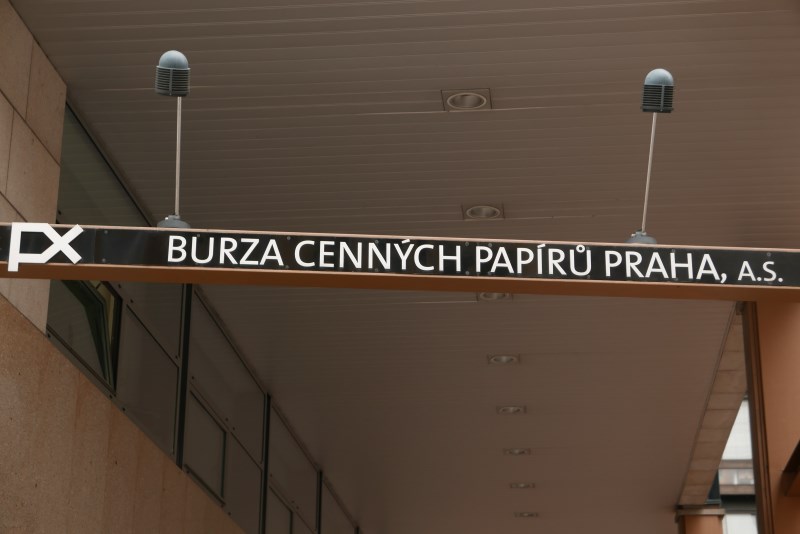 PX BURZA CENNÝCH PAPÍRŮ PRAHA, A.S.